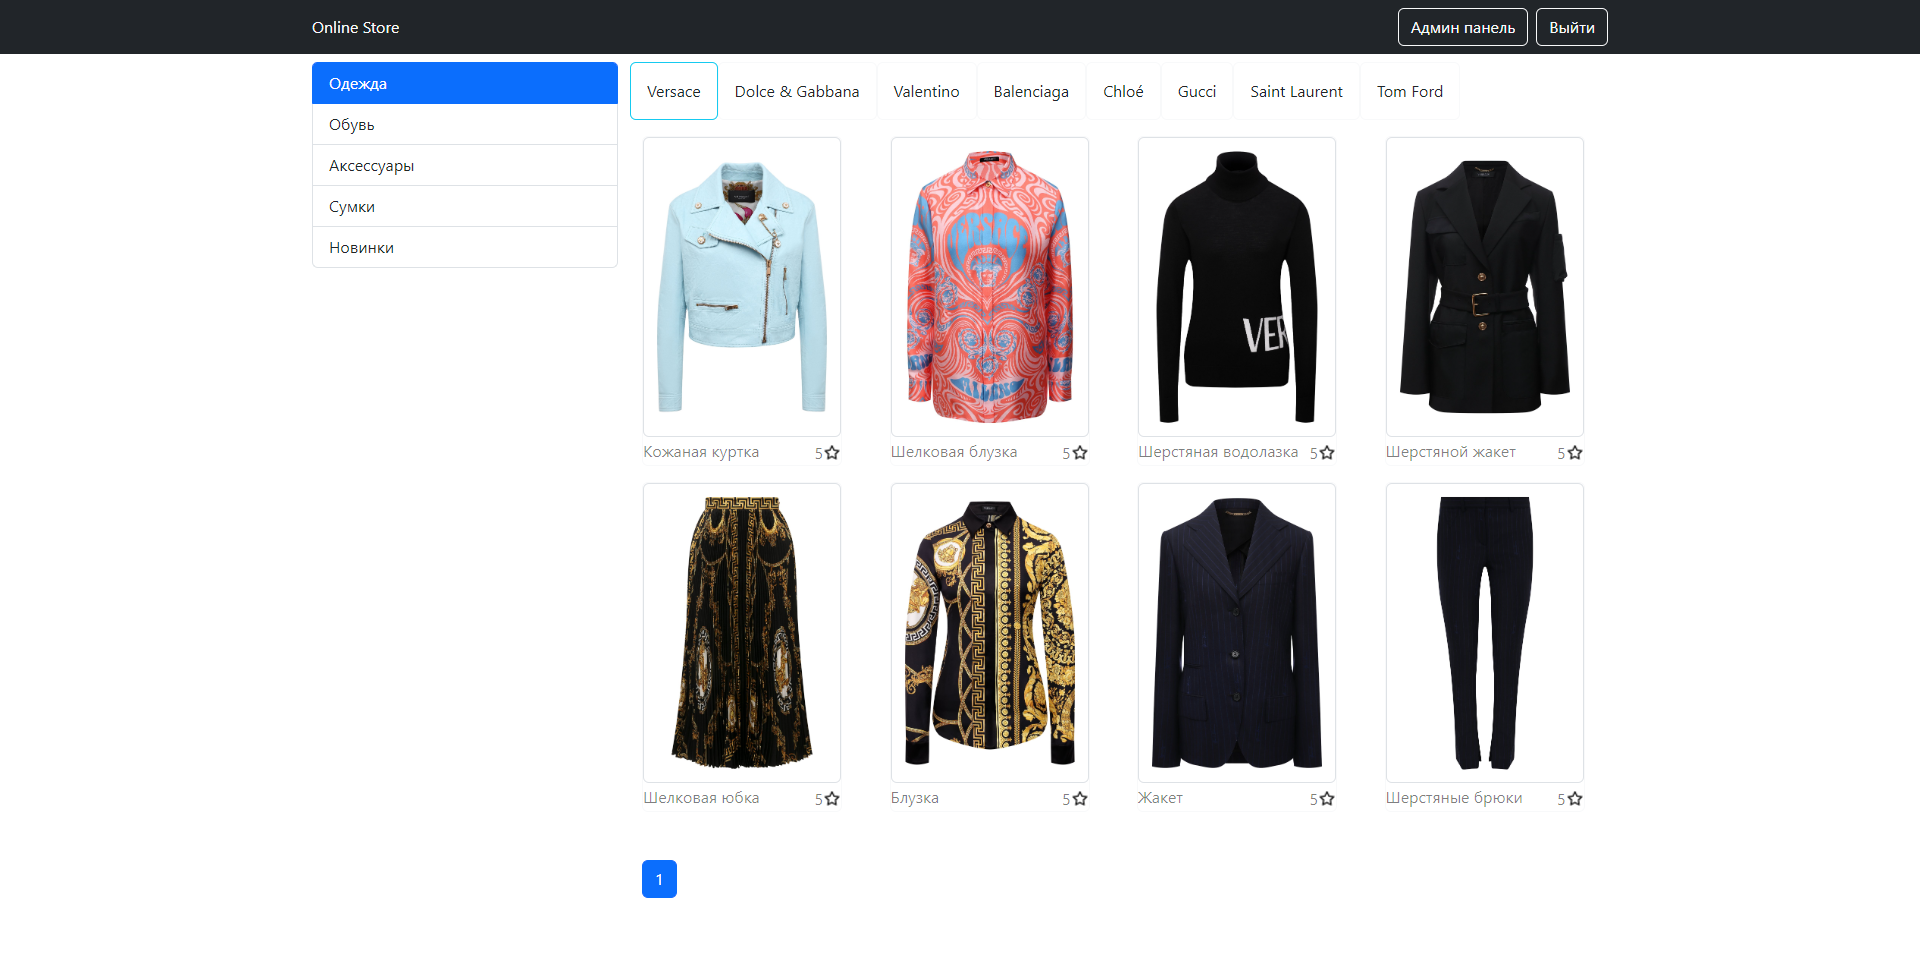 Online Store Админ панель Выйти
Одежда
Обувь
Аксессуары
Сумки
Новинки
Versace Dolce & Gabbana Valentino Balenciaga Chloé Gucci Saint Laurent Tom Ford
VER
Кожаная куртка 5 Шелковая блузка 5 Шерстяная водолазка 5 Шерстяной жакет 5
Шелковая юбка 5 Блузка 5 Жакет 5 Шерстяные брюки 5
1